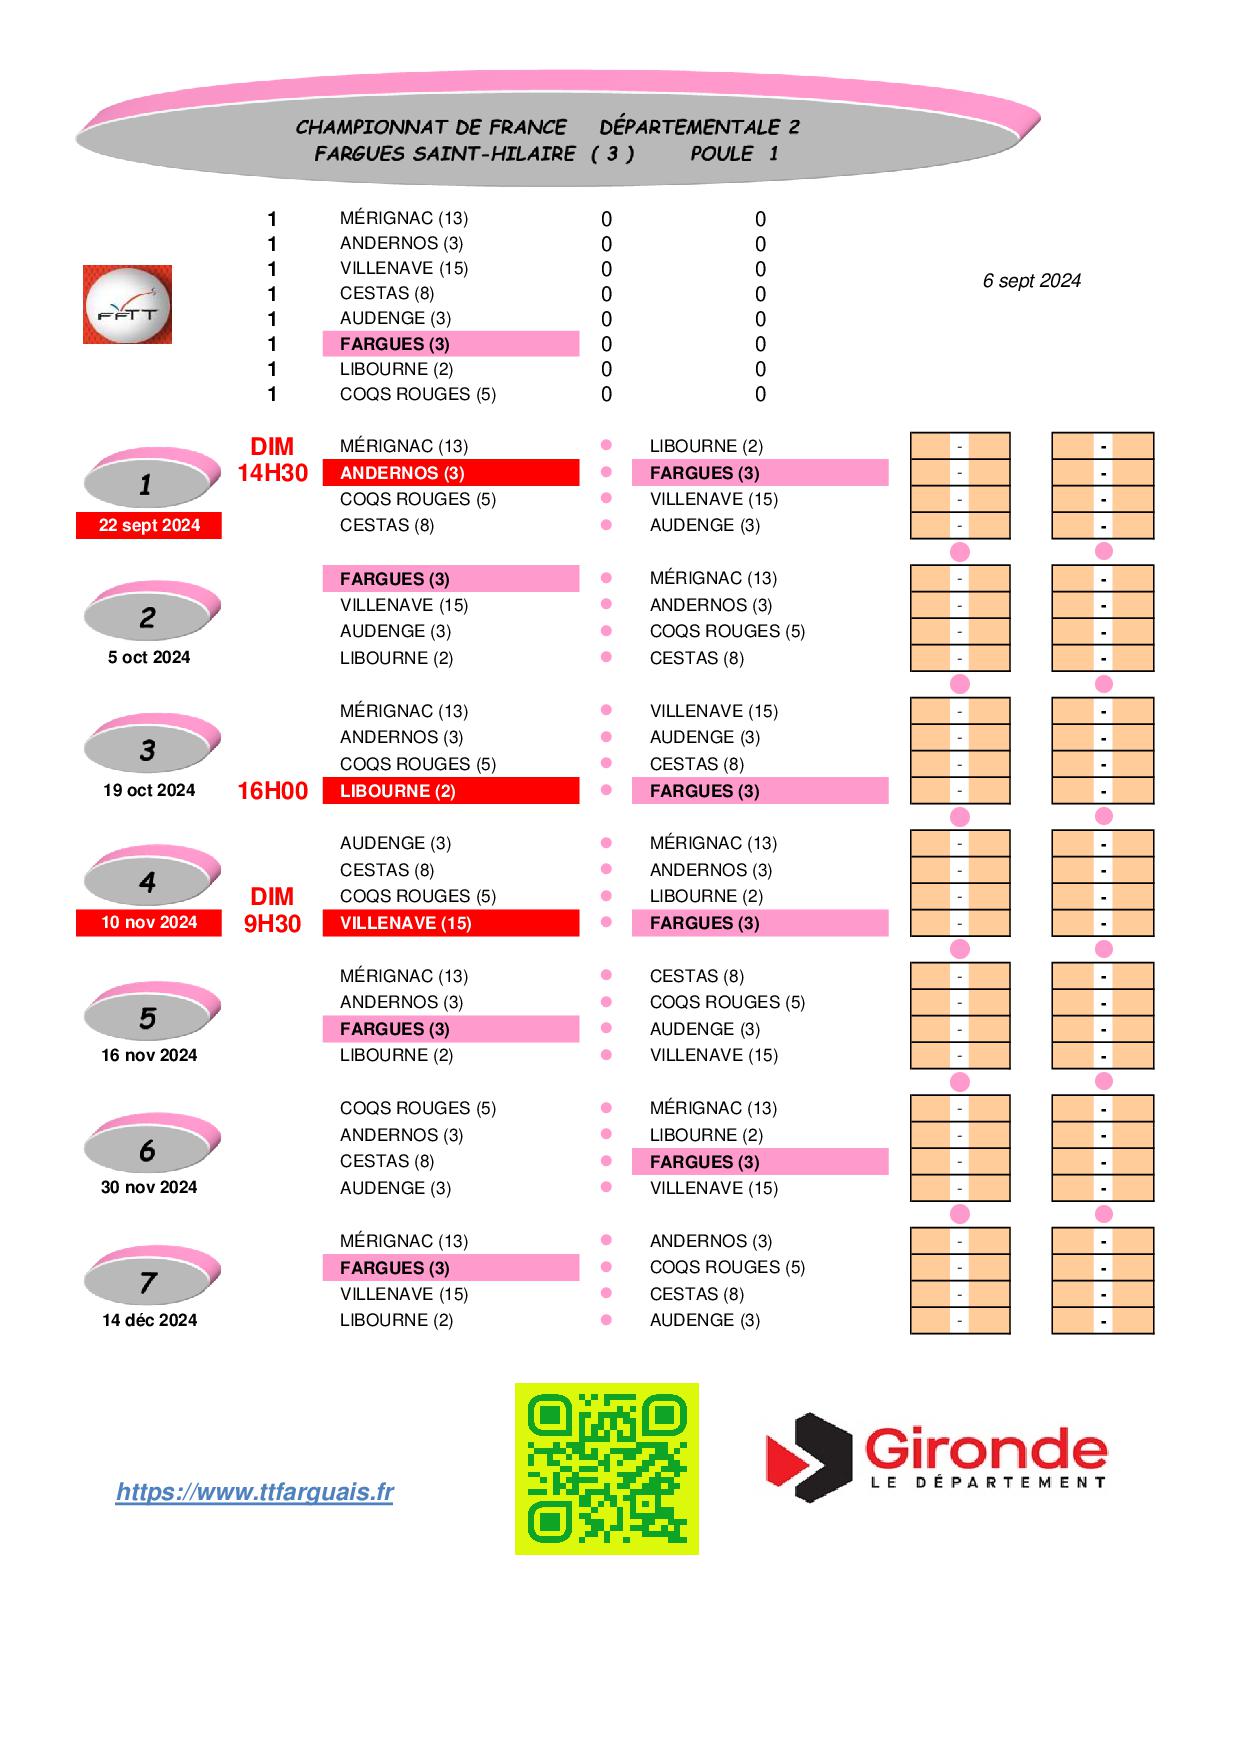 CHAMPIONNAT DE FRANCE DÉPARTEMENTALE 2
FARGUES SAINT-HILAIRE ( 3 ) POULE 1
1 MÉRIGNAC (13) 0 0
1 ANDERNOS (3) 0 0
1 VILLENAVE (15) 0 0
6 sept 2024
1 CESTAS (8) 0 0
1 AUDENGE (3) 0 0
FFTT
1 FARGUES (3) 0 0
1 LIBOURNE (2) 0 0
1 COQS ROUGES (5) 0 0
DIM MÉRIGNAC (13) LIBOURNE (2) - -
14H30 ANDERNOS (3) FARGUES (3) - -
1 COQS ROUGES (5) VILLENAVE (15) - -
22 sept 2024 CESTAS (8) AUDENGE (3) - -
FARGUES (3) MÉRIGNAC (13) - -
2 VILLENAVE (15) ANDERNOS (3) - -
AUDENGE (3) COQS ROUGES (5) - -
5 oct 2024 LIBOURNE (2) CESTAS (8) - -
MÉRIGNAC (13) VILLENAVE (15) - -
3 ANDERNOS (3) AUDENGE (3) - -
COQS ROUGES (5) CESTAS (8) - -
19 oct 2024 16H00 LIBOURNE (2) FARGUES (3) - -
AUDENGE (3) MÉRIGNAC (13) - -
4 CESTAS (8) ANDERNOS (3) - -
DIM COQS ROUGES (5) LIBOURNE (2) - -
10 nov 2024 9H30 VILLENAVE (15) FARGUES (3) - -
MÉRIGNAC (13) CESTAS (8) - -
5 ANDERNOS (3) COQS ROUGES (5) - -
FARGUES (3) AUDENGE (3) - -
16 nov 2024 LIBOURNE (2) VILLENAVE (15) - -
COQS ROUGES (5) MÉRIGNAC (13) - -
6 ANDERNOS (3) LIBOURNE (2) - -
CESTAS (8) FARGUES (3) - -
30 nov 2024 AUDENGE (3) VILLENAVE (15) - -
MÉRIGNAC (13) ANDERNOS (3) - -
7 FARGUES (3) COQS ROUGES (5) - -
VILLENAVE (15) CESTAS (8) - -
14 déc 2024 LIBOURNE (2) AUDENGE (3) - -
https://www.ttfarguais.fr
Gironde
LE DÉPARTEMENT